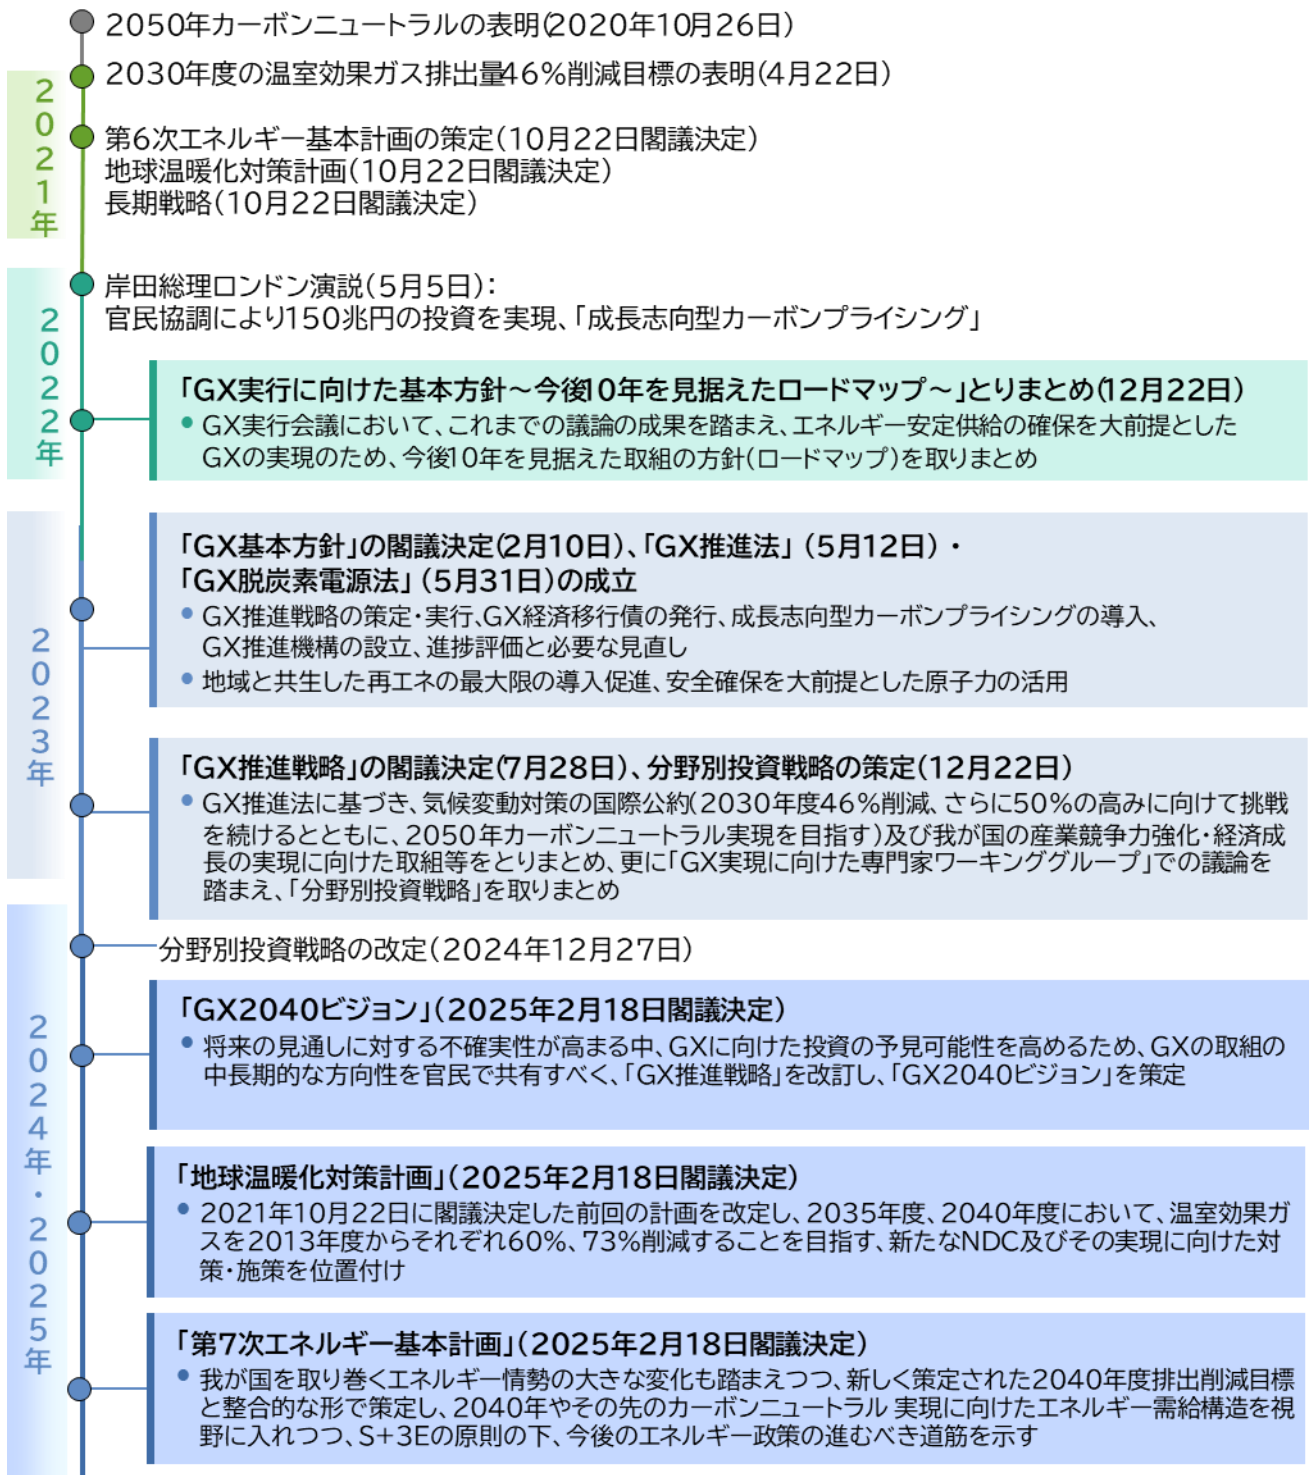 2050年カーボンニュートラルの表明(2020年10月26日)
2021年
2030年度の温室効果ガス排出量46%削減目標の表明(4月22日)
第6次エネルギー基本計画の策定(10月22日閣議決定)
地球温暖化対策計画(10月22日閣議決定)
長期戦略(10月22日閣議決定)
2022年
岸田総理ロンドン演説(5月5日):
官民協調により150兆円の投資を実現、「成長志向型カーボンプライシング」
「GX実行に向けた基本方針～今後10年を見据えたロードマップ～」とりまとめ(12月22日)
• GX実行会議において、これまでの議論の成果を踏まえ、エネルギー安定供給の確保を大前提とした
GXの実現のため、今後10年を見据えた取組の方針(ロードマップ)を取りまとめ
2023年
「GX基本方針」の閣議決定(2月10日)、「GX推進法」(5月12日)・
「GX脱炭素電源法」(5月31日)の成立
• GX推進戦略の策定・実行、GX経済移行債の発行、成長志向型カーボンプライシングの導入、
GX推進機構の設立、進捗評価と必要な見直し
• 地域と共生した再エネの最大限の導入促進、安全確保を大前提とした原子力の活用
「GX推進戦略」の閣議決定(7月28日)、分野別投資戦略の策定(12月22日)
• GX推進法に基づき、気候変動対策の国際公約(2030年度46%削減、さらに50%の高みに向けて挑戦
を続けるとともに、2050年カーボンニュートラル実現を目指す)及び我が国の産業競争力強化・経済成
長の実現に向けた取組等をとりまとめ、更に「GX実現に向けた専門家ワーキンググループ」での議論を
踏まえ、「分野別投資戦略」を取りまとめ
2024年・2025年
分野別投資戦略の改定(2024年12月27日)
「GX2040ビジョン」(2025年2月18日閣議決定)
• 将来の見通しに対する不確実性が高まる中、GXに向けた投資の予見可能性を高めるため、GXの取組の
中長期的な方向性を官民で共有すべく、「GX推進戦略」を改訂し、「GX2040ビジョン」を策定
「地球温暖化対策計画」(2025年2月18日閣議決定)
• 2021年10月22日に閣議決定した前回の計画を改定し、2035年度、2040年度において、温室効果ガ
スを2013年度からそれぞれ60%、73%削減することを目指す、新たなNDC及びその実現に向けた対
策・施策を位置付け
「第7次エネルギー基本計画」(2025年2月18日閣議決定)
• 我が国を取り巻くエネルギー情勢の大きな変化も踏まえつつ、新しく策定された2040年度排出削減目標
と整合的な形で策定し、2040年やその先のカーボンニュートラル 実現に向けたエネルギー需給構造を視
野に入れつつ、S+3Eの原則の下、今後のエネルギー政策の進むべき道筋を示す